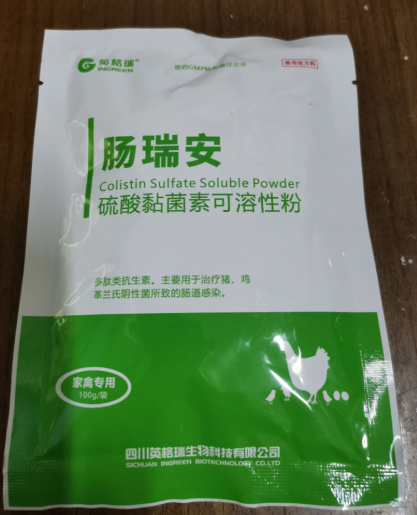 英格瑞®
INGREEN
兽用处方药
肠瑞安
Colistin Sulfate Soluble Powder
硫酸黏菌素可溶性粉
多肽类抗生素。主要用于治疗猪、鸡
革兰氏阴性菌所致的肠道感染。
家禽专用
100g/袋
四川英格瑞生物科技有限公司
SICHUAN INGREEN BIOTECHNOLOGY CO.LTD